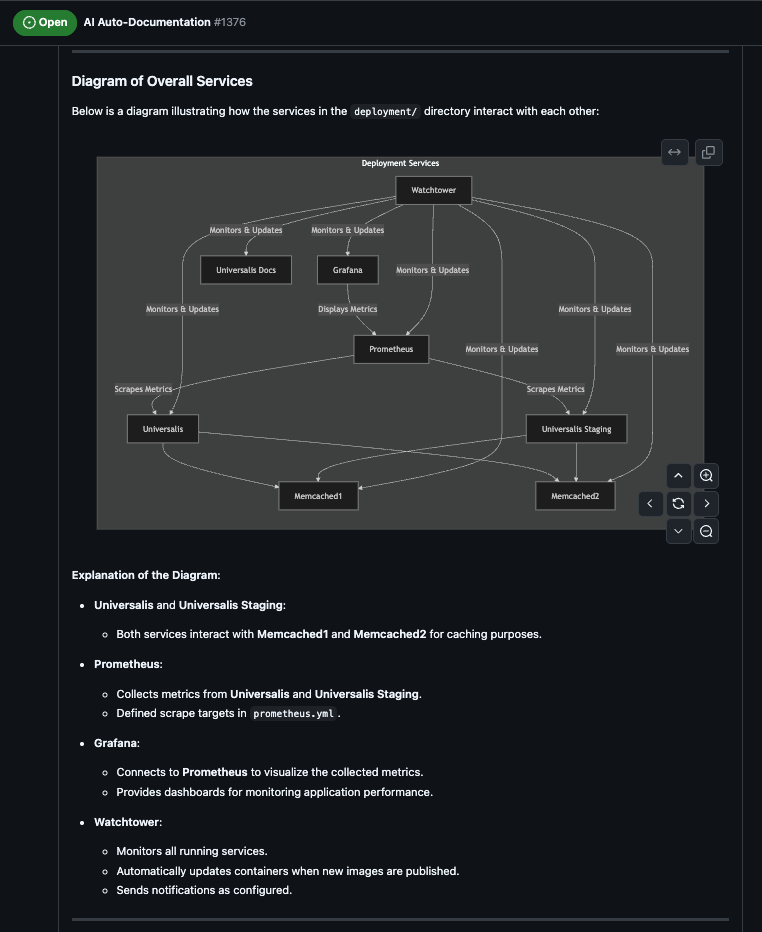 Open AI Auto-Documentation #1376
Diagram of Overall Services
Below is a diagram illustrating how the services in the deployment/ directory interact with each other:
Deployment Services
Watchtower
Monitors & Updates Monitors & Updates
Universalis Docs Grafana Monitors & Updates
Monitors & Updates Displays Metrics Monitors & Updates
Prometheus Monitors & Updates Monitors & Updates
Scrapes Metrics Scrapes Metrics
Universalis Universalis Staging
Memcached1 Memcached2
Explanation of the Diagram:
• Universalis and Universalis Staging:
◦ Both services interact with Memcached1 and Memcached2 for caching purposes.
• Prometheus:
◦ Collects metrics from Universalis and Universalis Staging.
◦ Defined scrape targets in prometheus.yml.
• Grafana:
◦ Connects to Prometheus to visualize the collected metrics.
◦ Provides dashboards for monitoring application performance.
• Watchtower:
◦ Monitors all running services.
◦ Automatically updates containers when new images are published.
◦ Sends notifications as configured.